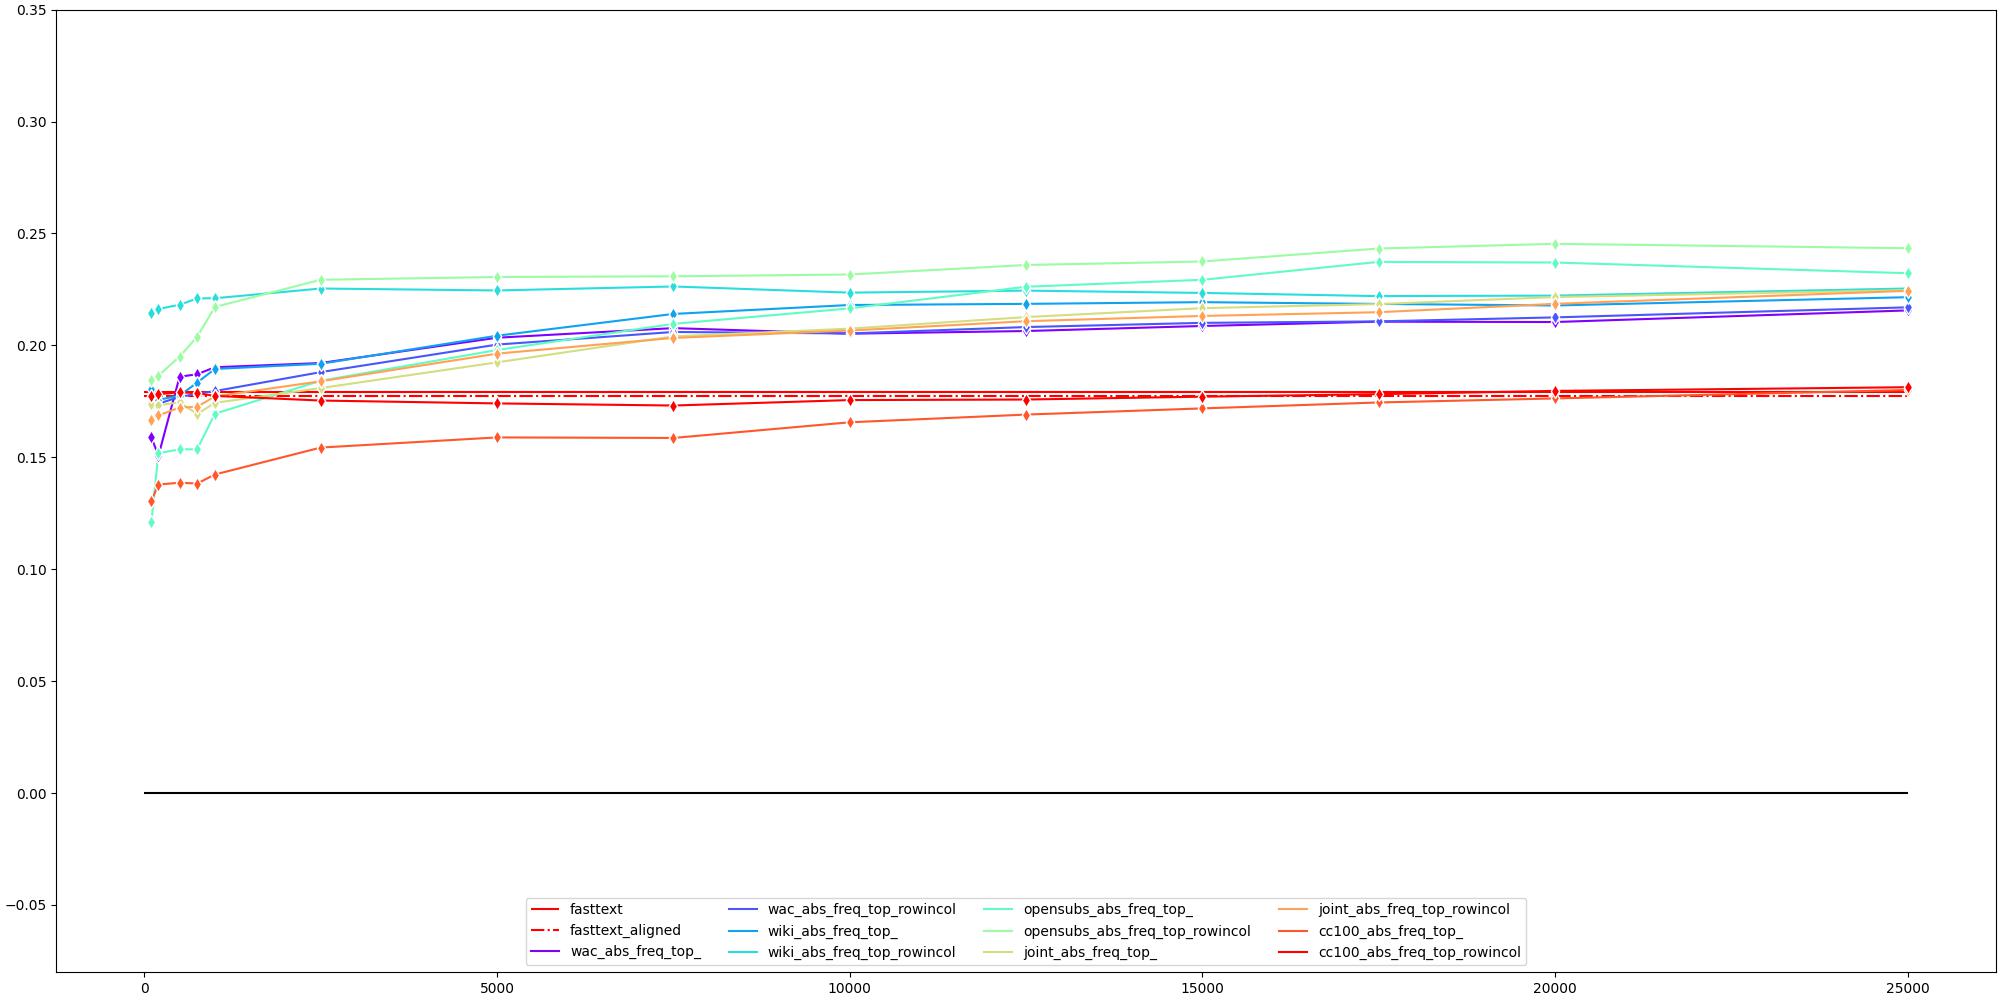 0.35
0.30
0.25
0.20
0.15
0.10
0.05
0.00
−0.05
0 5000 10000 15000 20000 25000
fasttext
fasttext_aligned
wac_abs_freq_top_
wac_abs_freq_top_rowincol
wiki_abs_freq_top_
wiki_abs_freq_top_rowincol
opensubs_abs_freq_top_
opensubs_abs_freq_top_rowincol
joint_abs_freq_top_
joint_abs_freq_top_rowincol
cc100_abs_freq_top_
cc100_abs_freq_top_rowincol